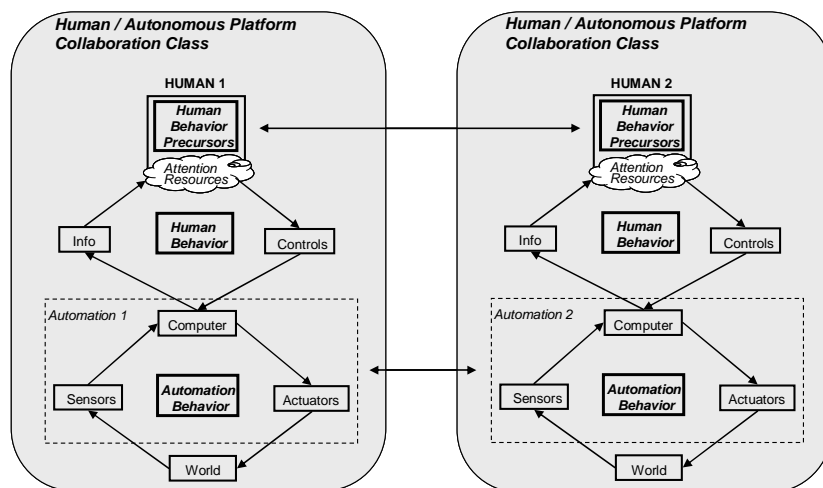 Human / Autonomous Platform
Collaboration Class
HUMAN 1
Human
Behavior
Precursors
Attention
Resources
Info
Human
Behavior
Controls
Automation 1
Computer
Sensors
Automation
Behavior
Actuators
World
Human / Autonomous Platform
Collaboration Class
HUMAN 2
Human
Behavior
Precursors
Attention
Resources
Info
Human
Behavior
Controls
Automation 2
Computer
Sensors
Automation
Behavior
Actuators
World